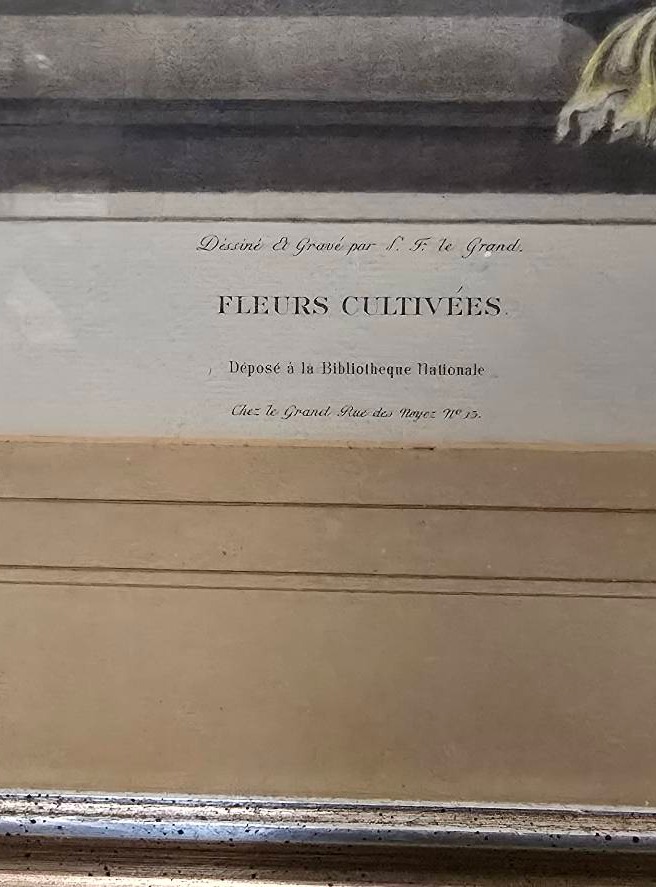 Déssiné Et Gravé par S. F. le Grand.
FLEURS CULTIVÉES.
Déposé à la Bibliotheque Nationale
Chez le Grand Rue des Noyez Nº 15.